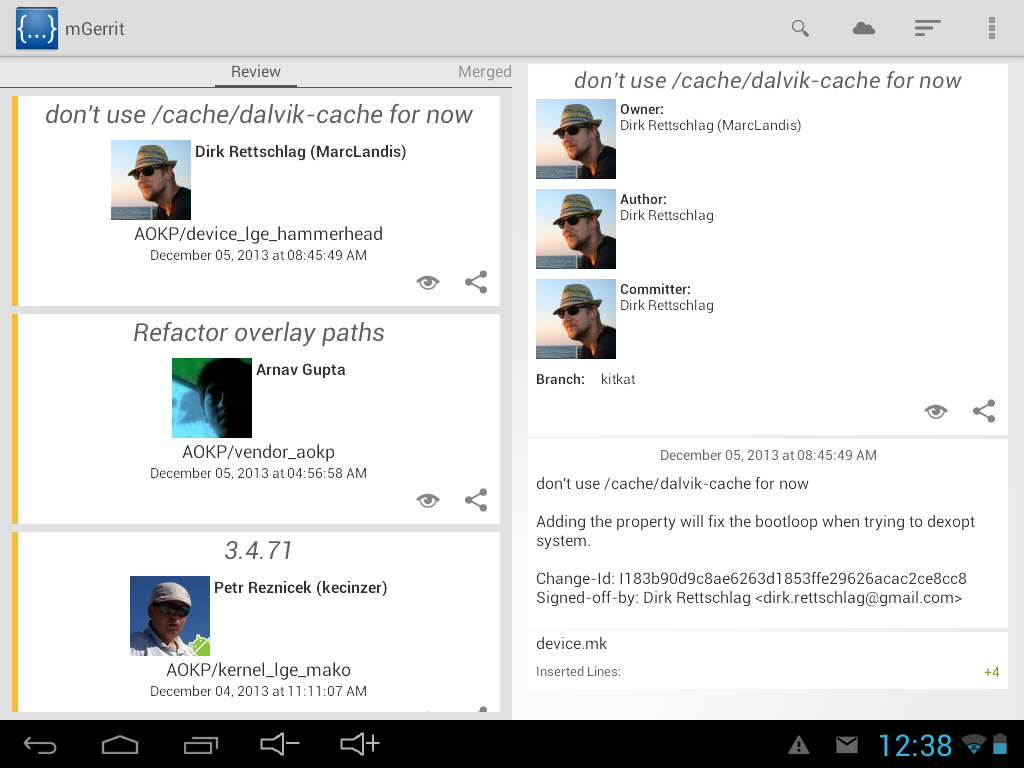 {...} mGerrit
Review
Merged
don't use /cache/dalvik-cache for now
Dirk Rettschlag (MarcLandis)
AOKP/device_lge_hammerhead
December 05, 2013 at 08:45:49 AM
Refactor overlay paths
Arnav Gupta
AOKP/vendor_aokp
December 05, 2013 at 04:56:58 AM
3.4.71
Petr Reznicek (kecinzer)
AOKP/kernel_lge_mako
December 04, 2013 at 11:11:07 AM
don't use /cache/dalvik-cache for now
Owner:
Dirk Rettschlag (MarcLandis)
Author:
Dirk Rettschlag
Committer:
Dirk Rettschlag
Branch: kitkat
December 05, 2013 at 08:45:49 AM
don't use /cache/dalvik-cache for now
Adding the property will fix the bootloop when trying to dexopt
system.
Change-Id: I183b90d9c8ae6263d1853ffe29626acac2ce8cc8
Signed-off-by: Dirk Rettschlag <dirk.rettschlag@gmail.com>
device.mk
Inserted Lines: +4
12:38